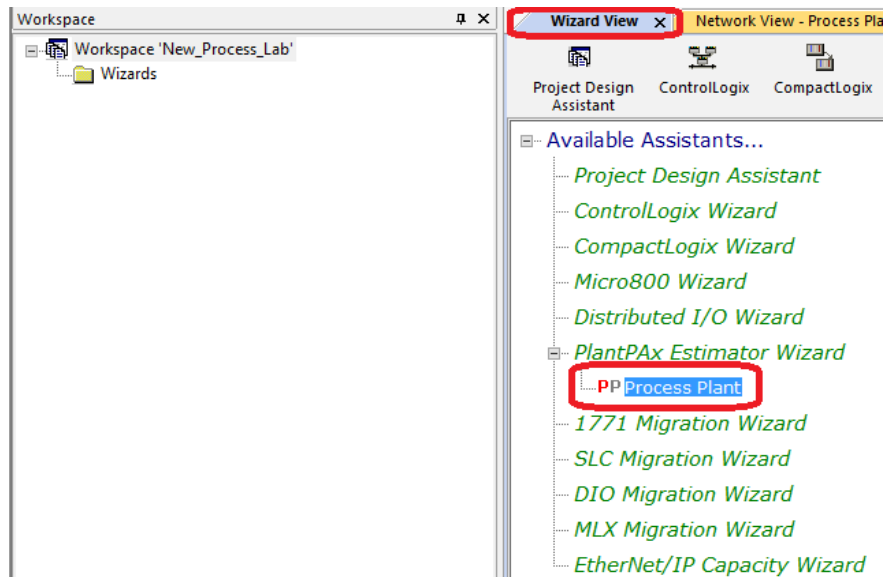 Workspace
Workspace 'New_Process_Lab'
Wizards
Wizard View
Network View - Process Pla
Project Design
Assistant
ControlLogix
CompactLogix
Available Assistants...
Project Design Assistant
ControlLogix Wizard
CompactLogix Wizard
Micro800 Wizard
Distributed I/O Wizard
PlantPAx Estimator Wizard
PP Process Plant
1771 Migration Wizard
SLC Migration Wizard
DIO Migration Wizard
MLX Migration Wizard
EtherNet/IP Capacity Wizard